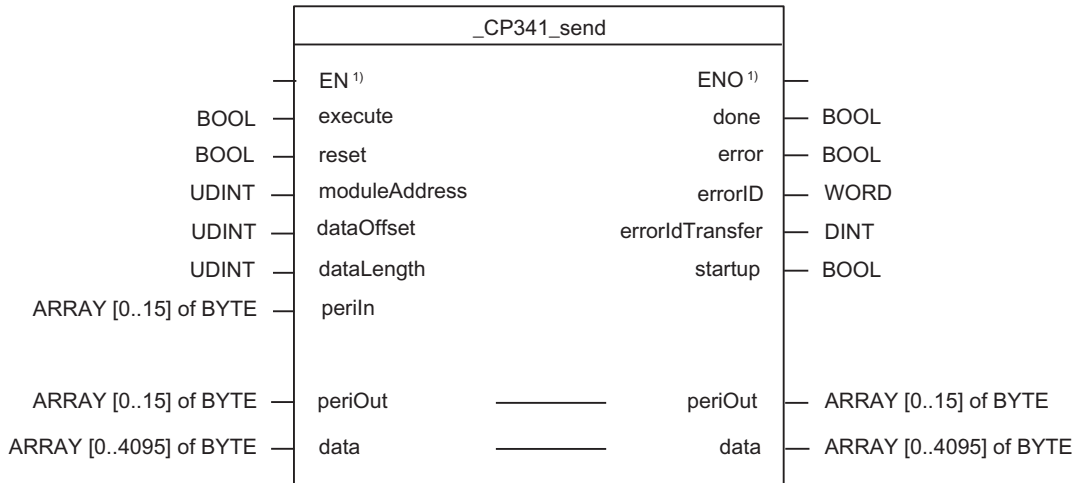 _CP341_send
EN 1) ENO 1)
BOOL execute done BOOL
BOOL reset error BOOL
UDINT moduleAddress errorID WORD
UDINT dataOffset errorIdTransfer DINT
UDINT dataLength startup BOOL
ARRAY [0..15] of BYTE periIn
ARRAY [0..15] of BYTE periOut periOut ARRAY [0..15] of BYTE
ARRAY [0..4095] of BYTE data data ARRAY [0..4095] of BYTE